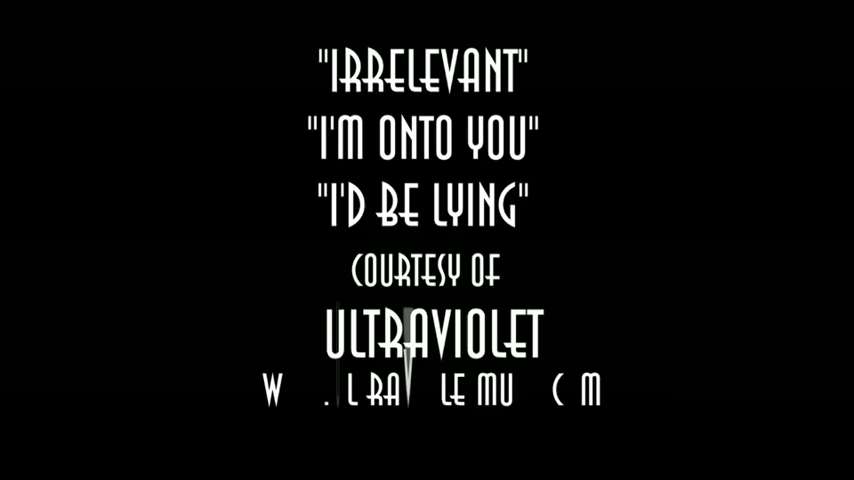 "IRRELEVANT"
"I'M ONTO YOU"
"I'D BE LYING"
COURTESY OF
ULTRAVIOLET